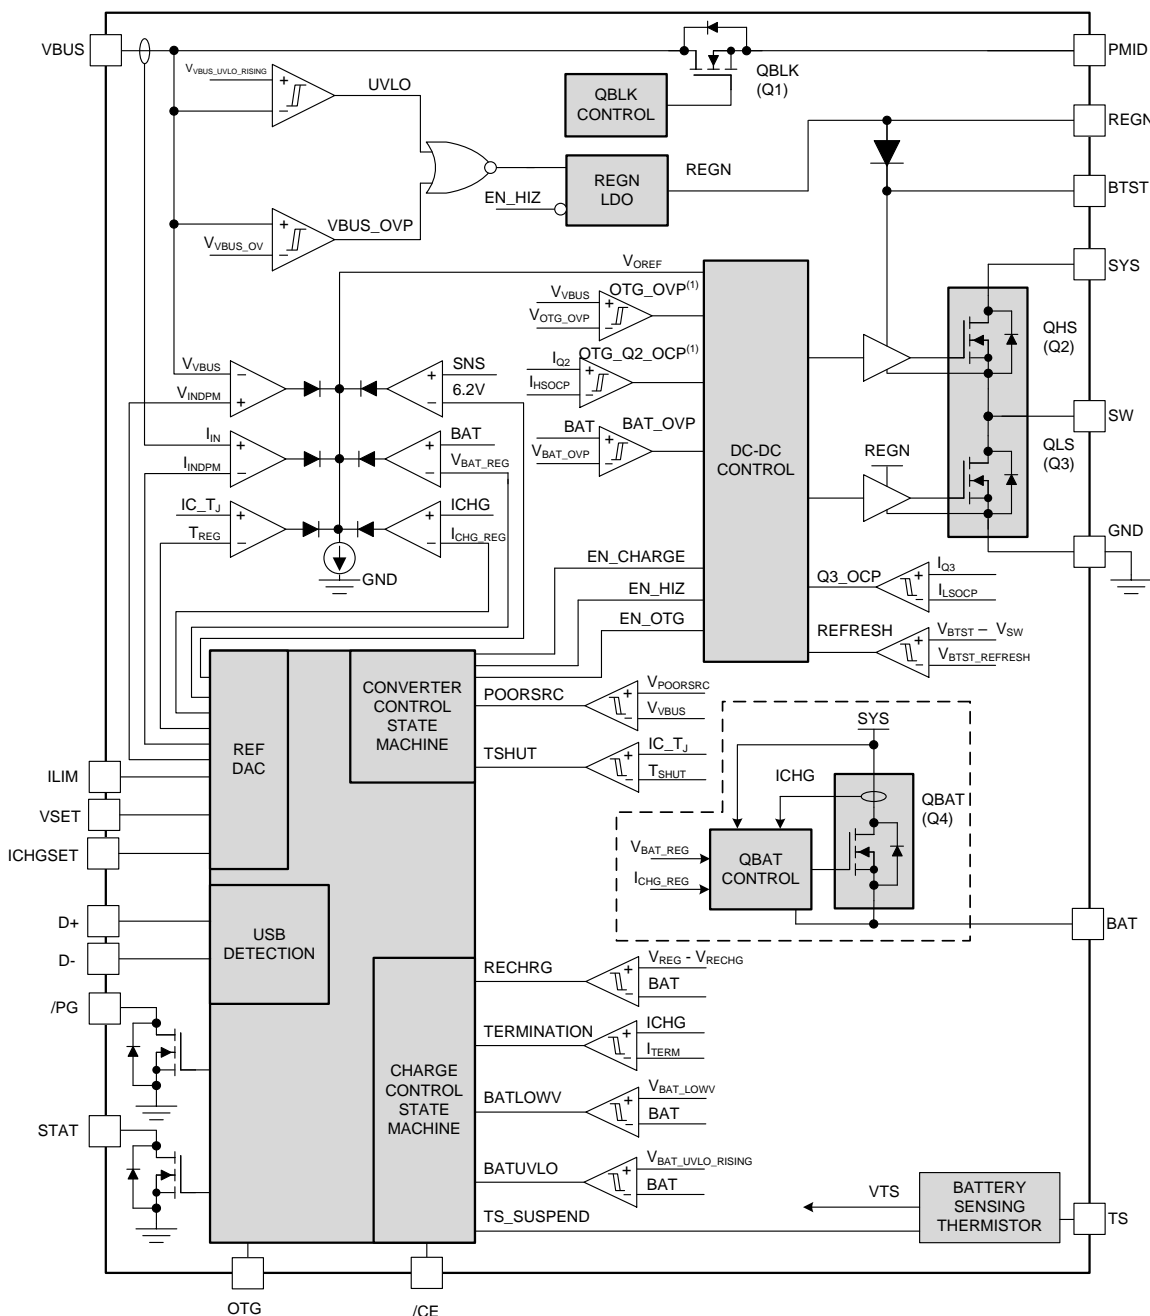 VBUS
PMID
QBLK
(Q1)
QBLK
CONTROL
V_VBUS_UVLO_RISING
+
−
UVLO
REGN
REGN
LDO
REGN
EN_HIZ
BTST
+
−
VBUS_OVP
V_VBUS_OV
SYS
V_OREF
V_VBUS
OTG_OVP(1)
+
−
V_OTG_OVP
QHS
(Q2)
I_Q2
OTG_Q2_OCP(1)
+
−
I_HSOCP
V_VBUS
−
V_INDPM
+
SNS
+
6.2V
−
SW
BAT
BAT_OVP
+
−
V_BAT_OVP
I_IN
+
I_INDPM
−
BAT
+
V_BAT_REG
−
DC-DC
CONTROL
REGN
QLS
(Q3)
IC_T_J
+
T_REG
−
ICHG
+
I_CHG_REG
−
GND
GND
EN_CHARGE
EN_HIZ
EN_OTG
Q3_OCP
I_Q3
+
I_LSOCP
−
REFRESH
V_BTST − V_SW
+
V_BTST_REFRESH
−
CONVERTER
CONTROL
STATE
MACHINE
POORSRC
V_POORSRC
+
V_VBUS
−
TSHUT
IC_T_J
+
T_SHUT
−
REF
DAC
ILIM
VSET
ICHGSET
SYS
ICHG
QBAT
(Q4)
V_BAT_REG
I_CHG_REG
QBAT
CONTROL
BAT
D+
D-
USB
DETECTION
/PG
STAT
RECHRG
V_REG - V_RECHG
+
BAT
−
TERMINATION
ICHG
+
I_TERM
−
CHARGE
CONTROL
STATE
MACHINE
BATLOWV
V_BAT_LOWV
+
BAT
−
BATUVLO
V_BAT_UVLO_RISING
+
BAT
−
TS_SUSPEND
VTS
BATTERY
SENSING
THERMISTOR
TS
OTG
/CE